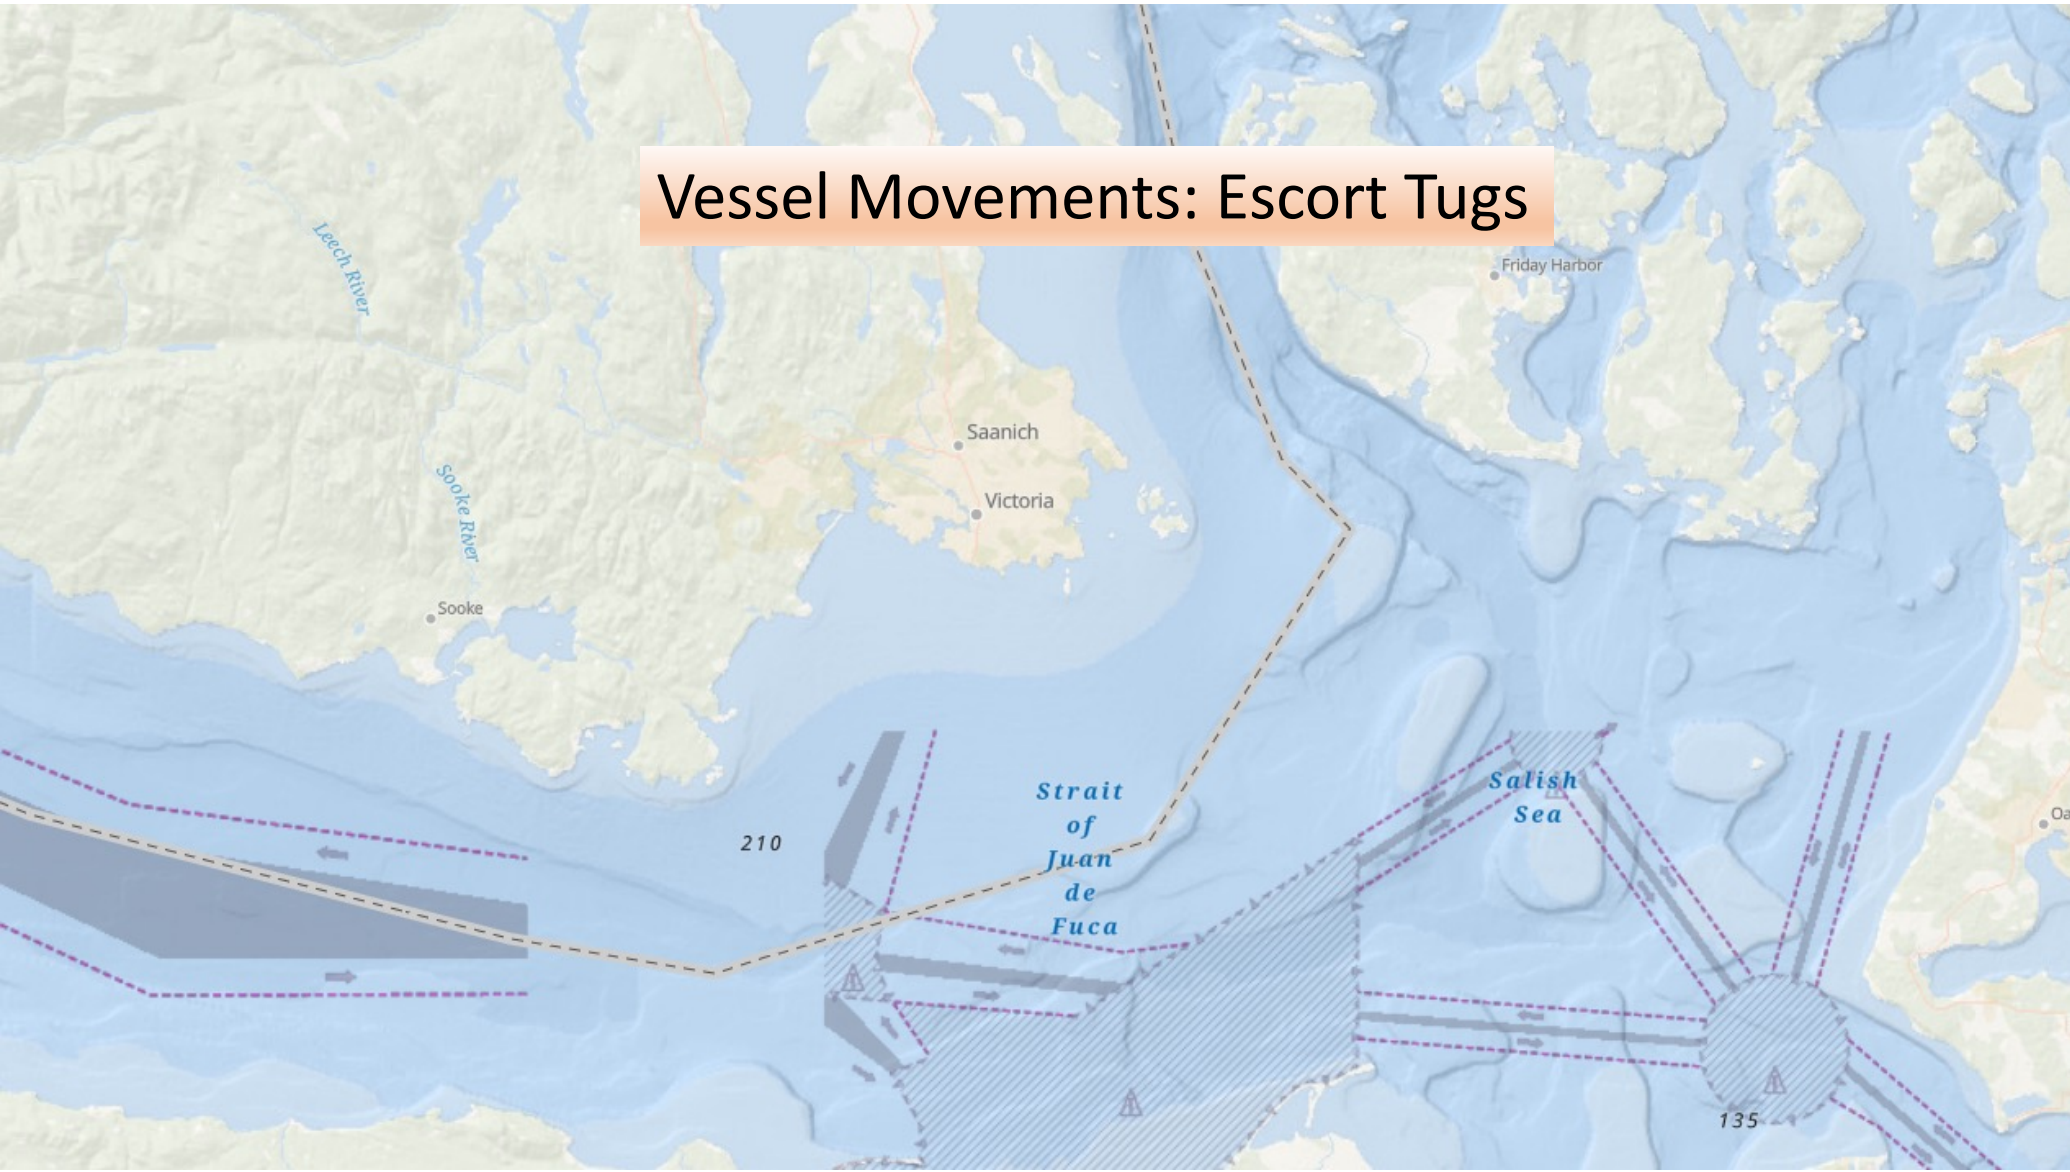 Vessel Movements: Escort Tugs
Leech River
Friday Harbor
Saanich
Sooke River
Victoria
Sooke
Strait
of
Juan
de
Fuca
Salish
Sea
210
Oa
135